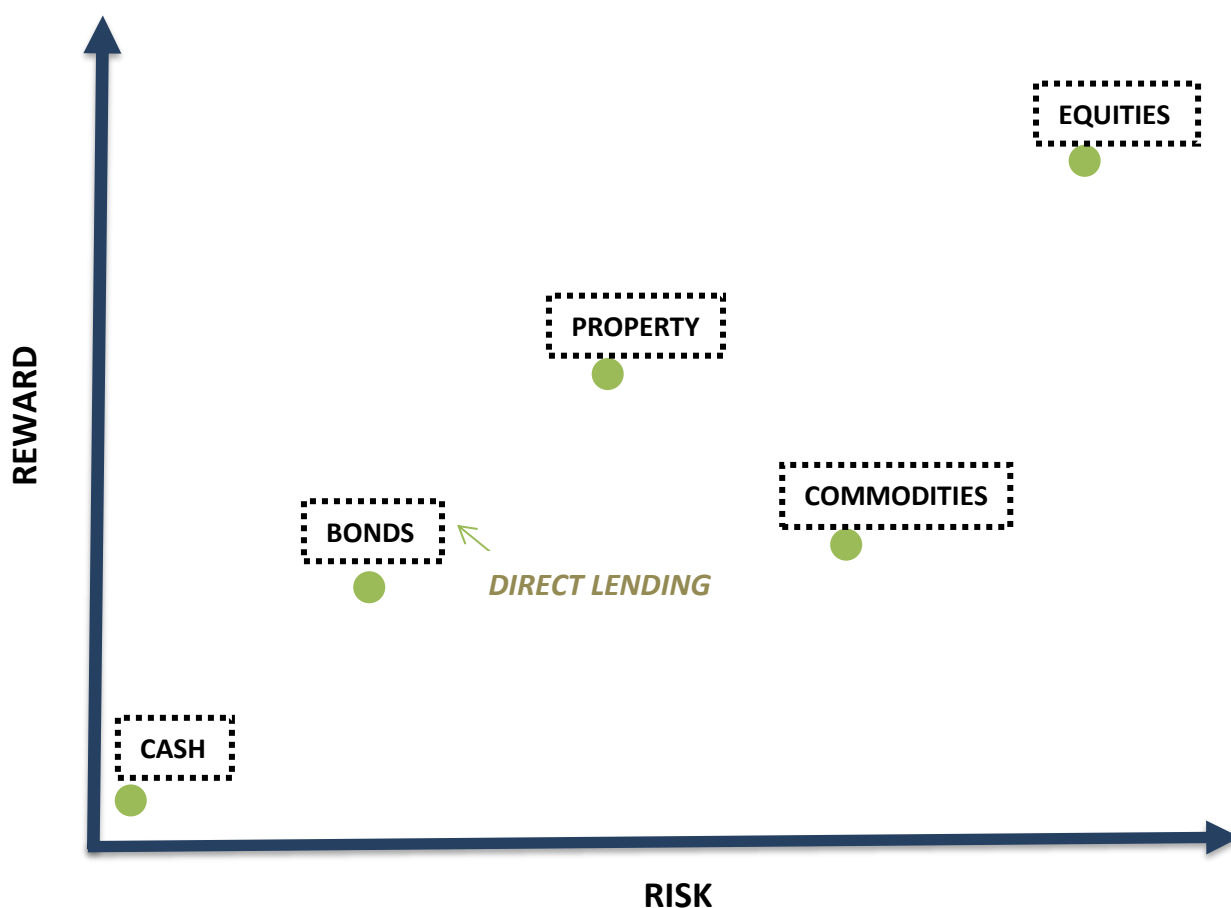 EQUITIES
PROPERTY
REWARD
COMMODITIES
BONDS
DIRECT LENDING
CASH
RISK